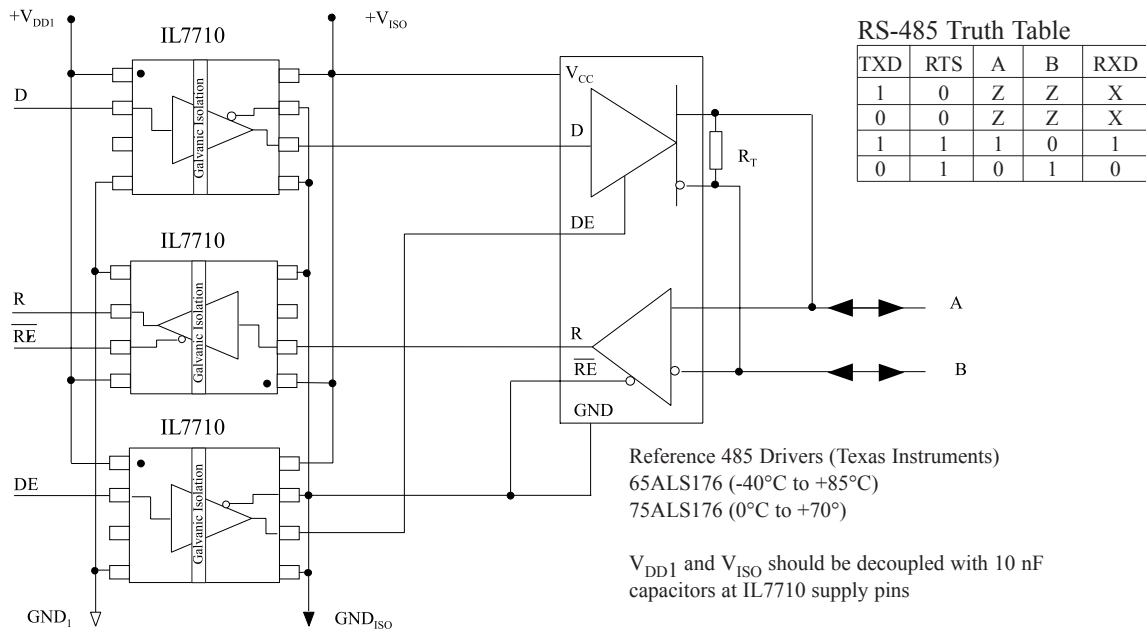 +VDD1
+VISO
IL7710
Galvanic Isolation
D
VCC
D
RT
DE
RS-485 Truth Table
TXD RTS A B RXD
1 0 Z Z X
0 0 Z Z X
1 1 1 0 1
0 1 0 1 0
IL7710
Galvanic Isolation
R
RE
R
RE
GND
A
B
IL7710
Galvanic Isolation
DE
GND1
GNDISO
Reference 485 Drivers (Texas Instruments)
65ALS176 (-40°C to +85°C)
75ALS176 (0°C to +70°)
VDD1 and VISO should be decoupled with 10 nF
capacitors at IL7710 supply pins